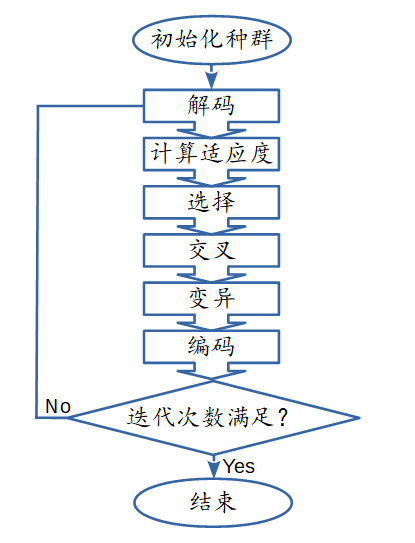 初始化种群
解码
计算适应度
选择
交叉
变异
编码
No
迭代次数满足？
Yes
结束